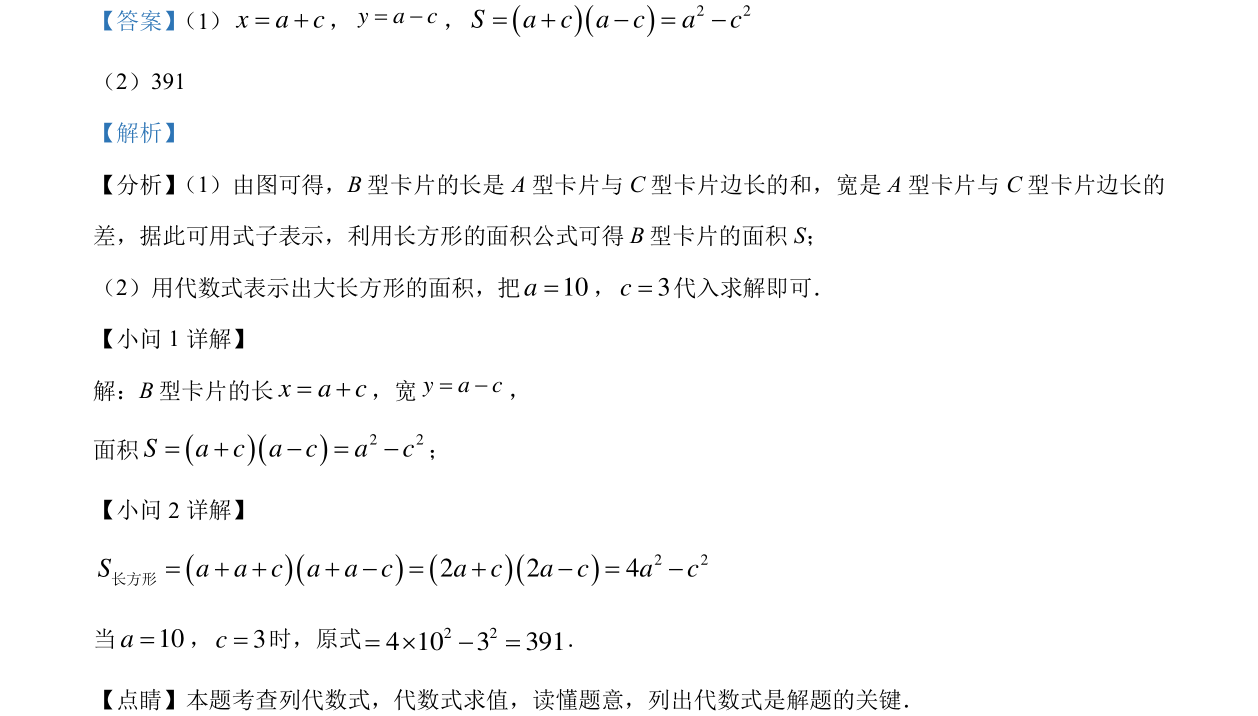 【答案】（1）x=a+c，y=a−c，S=(a+c)(a−c)=a²−c²
（2）391
【解析】
【分析】（1）由图可得，B 型卡片的长是 A 型卡片与 C 型卡片边长的和，宽是 A 型卡片与 C 型卡片边长的
差，据此可用式子表示，利用长方形的面积公式可得 B 型卡片的面积 S；
（2）用代数式表示出大长方形的面积，把a=10，c=3代入求解即可．
【小问 1 详解】
解：B 型卡片的长x=a+c，宽y=a−c，
面积S=(a+c)(a−c)=a²−c²；
【小问 2 详解】
S长方形=(a+a+c)(a+a−c)=(2a+c)(2a−c)=4a²−c²
当a=10，c=3时，原式=4×10²−3²=391．
【点睛】本题考查列代数式，代数式求值，读懂题意，列出代数式是解题的关键．